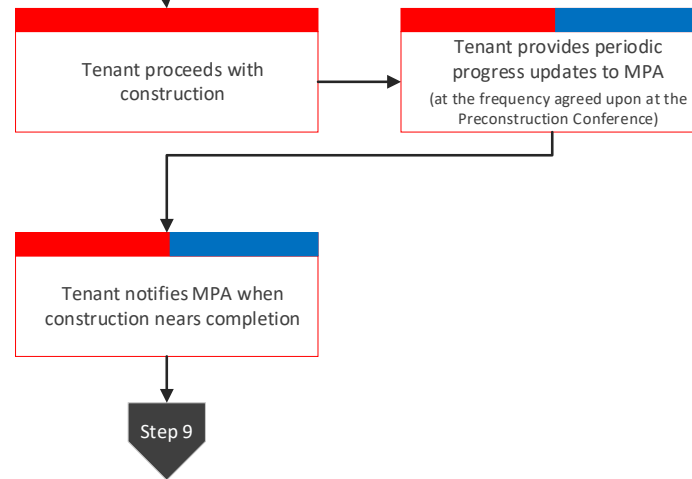 Tenant proceeds with
construction
Tenant provides periodic
progress updates to MPA
(at the frequency agreed upon at the
Preconstruction Conference)
Tenant notifies MPA when
construction nears completion
Step 9